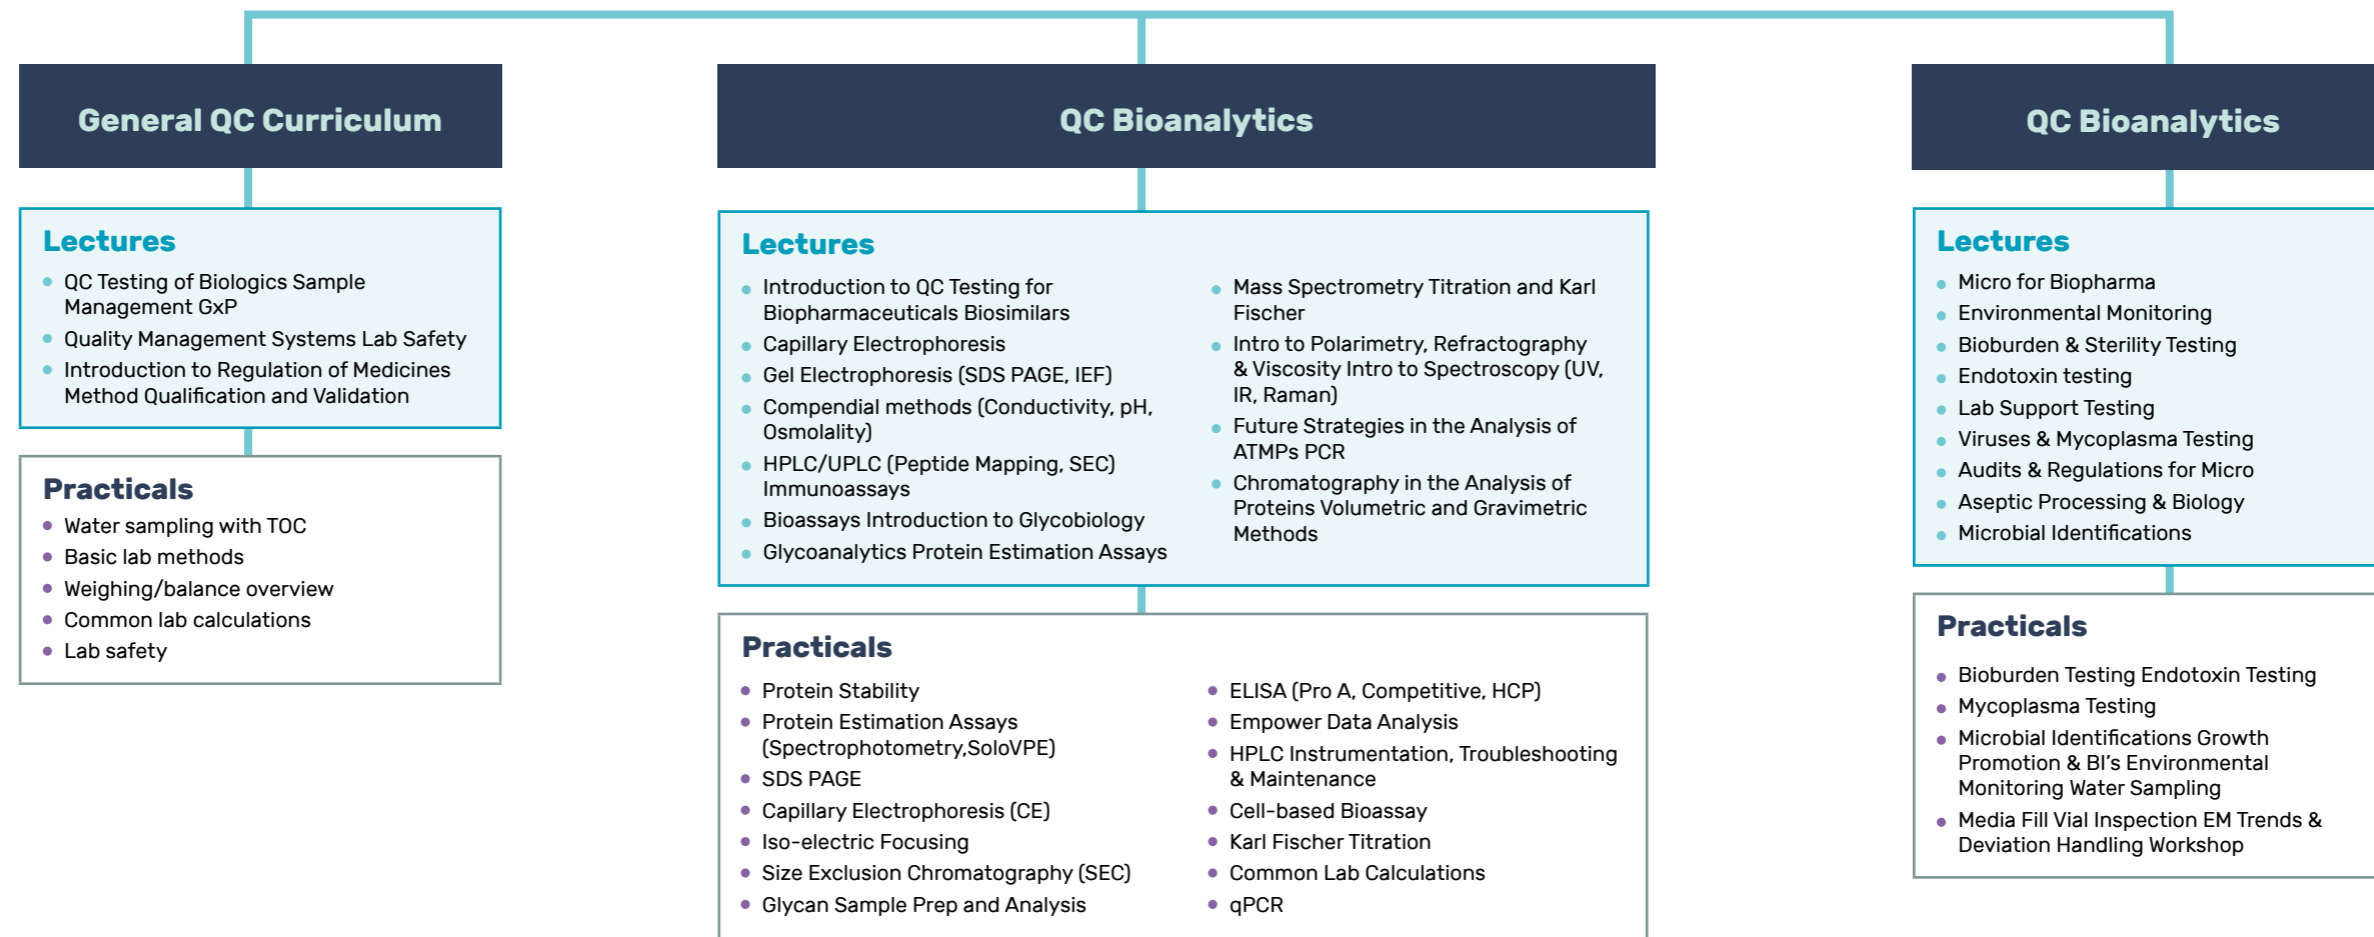 General QC Curriculum
Lectures
QC Testing of Biologics Sample
Management GxP
Quality Management Systems Lab Safety
Introduction to Regulation of Medicines
Method Qualification and Validation
Practicals
Water sampling with TOC
Basic lab methods
Weighing/balance overview
Common lab calculations
Lab safety
QC Bioanalytics
Lectures
Introduction to QC Testing for
Biopharmaceuticals Biosimilars
Capillary Electrophoresis
Gel Electrophoresis (SDS PAGE, IEF)
Compendial methods (Conductivity, pH,
Osmolality)
HPLC/UPLC (Peptide Mapping, SEC)
Immunoassays
Bioassays Introduction to Glycobiology
Glycoanalytics Protein Estimation Assays
Mass Spectrometry Titration and Karl
Fischer
Intro to Polarimetry, Refractography
& Viscosity Intro to Spectroscopy (UV,
IR, Raman)
Future Strategies in the Analysis of
ATMPs PCR
Chromatography in the Analysis of
Proteins Volumetric and Gravimetric
Methods
Practicals
Protein Stability
Protein Estimation Assays
(Spectrophotometry,SoloVPE)
SDS PAGE
Capillary Electrophoresis (CE)
Iso-electric Focusing
Size Exclusion Chromatography (SEC)
Glycan Sample Prep and Analysis
ELISA (Pro A, Competitive, HCP)
Empower Data Analysis
HPLC Instrumentation, Troubleshooting
& Maintenance
Cell-based Bioassay
Karl Fischer Titration
Common Lab Calculations
qPCR
QC Bioanalytics
Lectures
Micro for Biopharma
Environmental Monitoring
Bioburden & Sterility Testing
Endotoxin testing
Lab Support Testing
Viruses & Mycoplasma Testing
Audits & Regulations for Micro
Aseptic Processing & Biology
Microbial Identifications
Practicals
Bioburden Testing Endotoxin Testing
Mycoplasma Testing
Microbial Identifications Growth
Promotion & BI's Environmental
Monitoring Water Sampling
Media Fill Vial Inspection EM Trends &
Deviation Handling Workshop